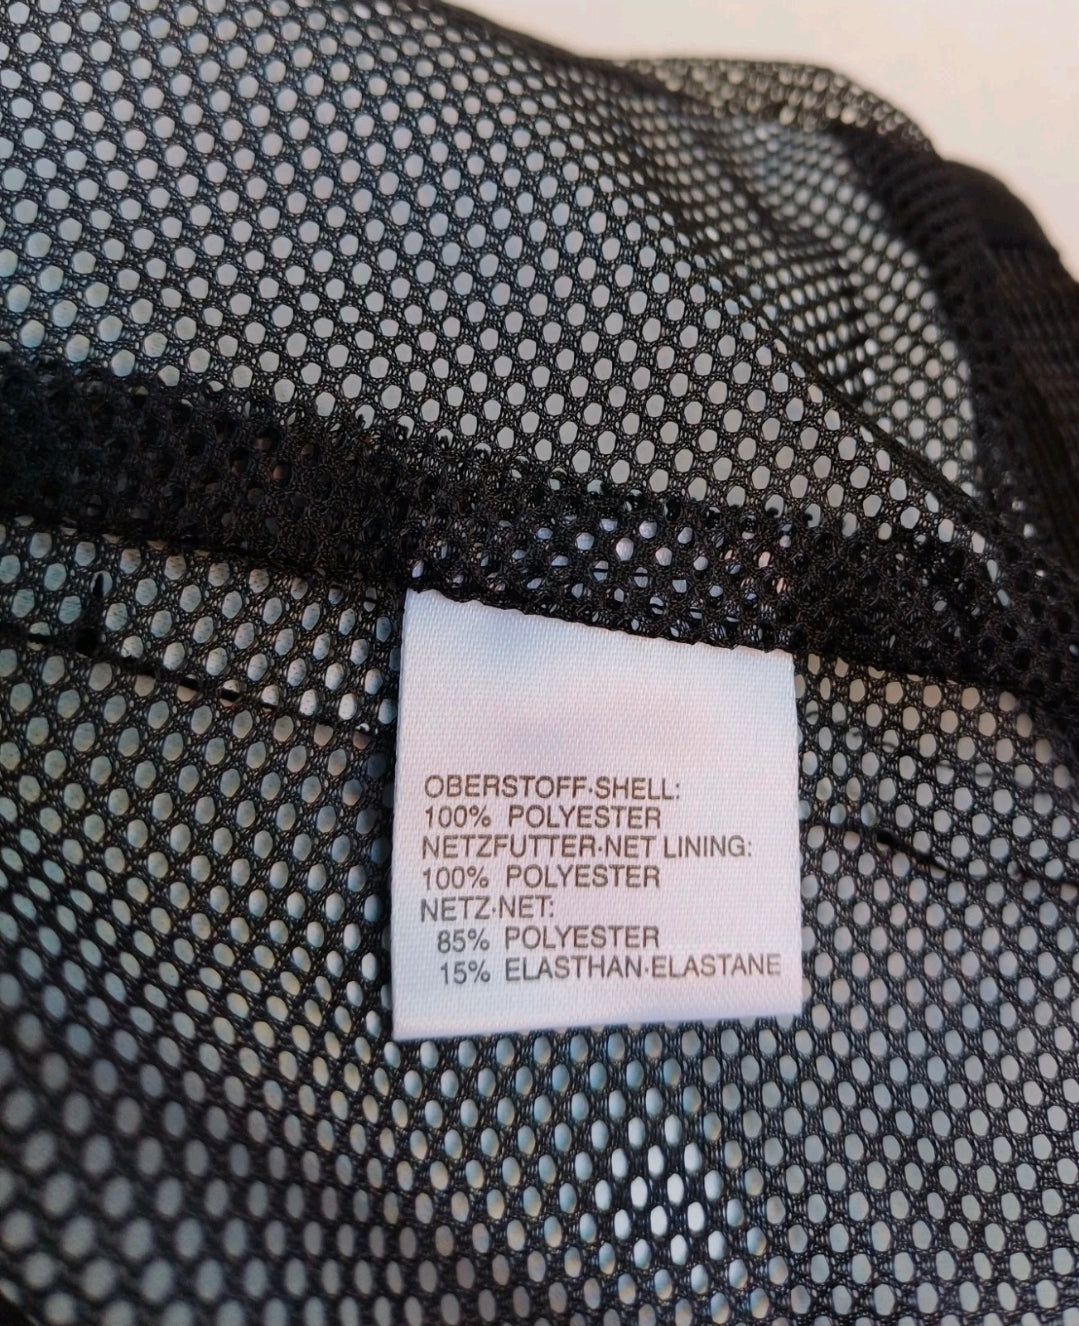 OBERSTOFF·SHELL:
100% POLYESTER
NETZFUTTER·NET LINING:
100% POLYESTER
NETZ·NET:
85% POLYESTER
15% ELASTHAN·ELASTANE